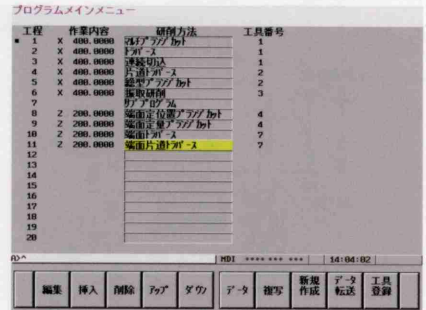 プログラムメインメニュー
工程 作業内容 研削方法 工具番号
* 1 X 400.0000 マルチプランジカット 1
2 X 400.0000 トラバース 1
3 X 400.0000 連続切込 1
4 X 400.0000 片道トラバース 2
5 X 400.0000 総型プランジカット 2
6 X 400.0000 振取研削 3
7 サブプログラム
8 Z 200.0000 端面定位置プランジカット 4
9 Z 200.0000 端面定量プランジカット 4
10 Z 200.0000 端面トラバース 7
11 Z 200.0000 端面片道トラバース 7
12
13
14
15
16
17
18
19
20
A>^
MDI **** *** *** 14:04:02
編集 挿入 削除 アップ ダウン データ 複写 新規作成 データ転送 工具登録